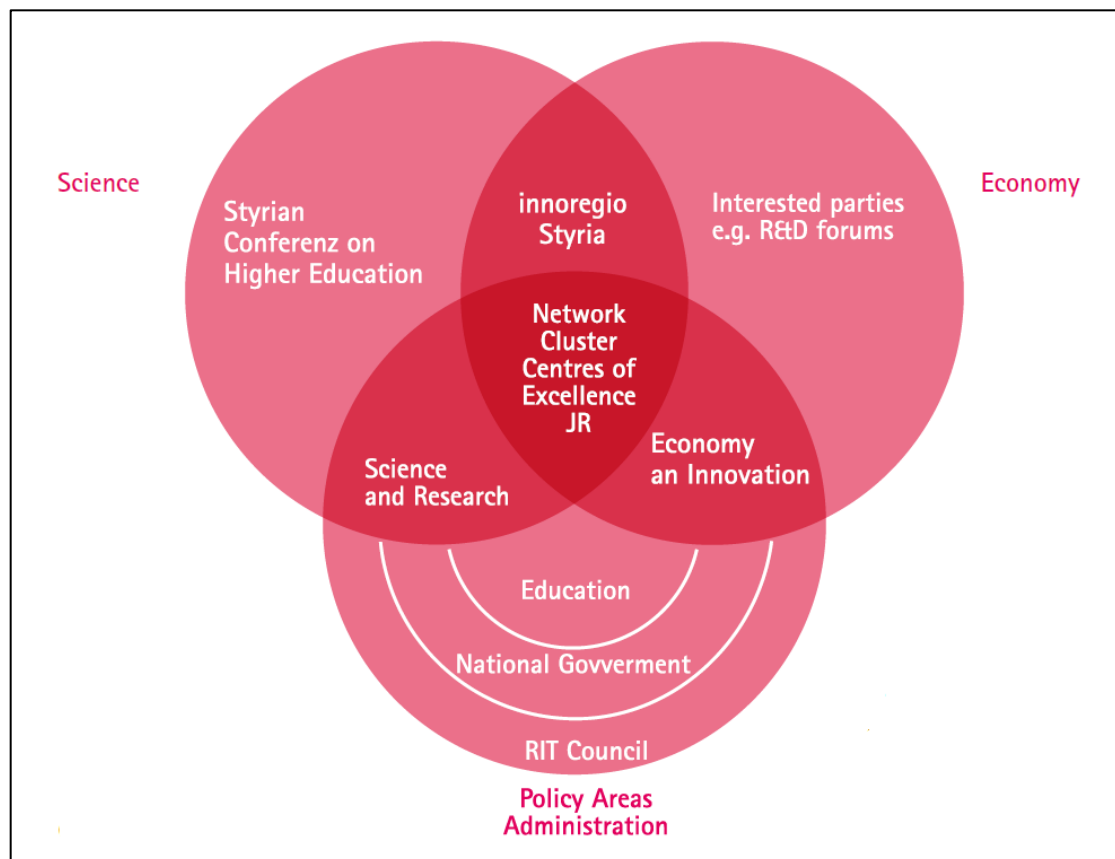 Science
Economy
Styrian
Conferenz on
Higher Education
innoregio
Styria
Interested parties
e.g. R&D forums
Network
Cluster
Centres of
Excellence
JR
Science
and Research
Economy
an Innovation
Education
National Govverment
RIT Council
Policy Areas
Administration